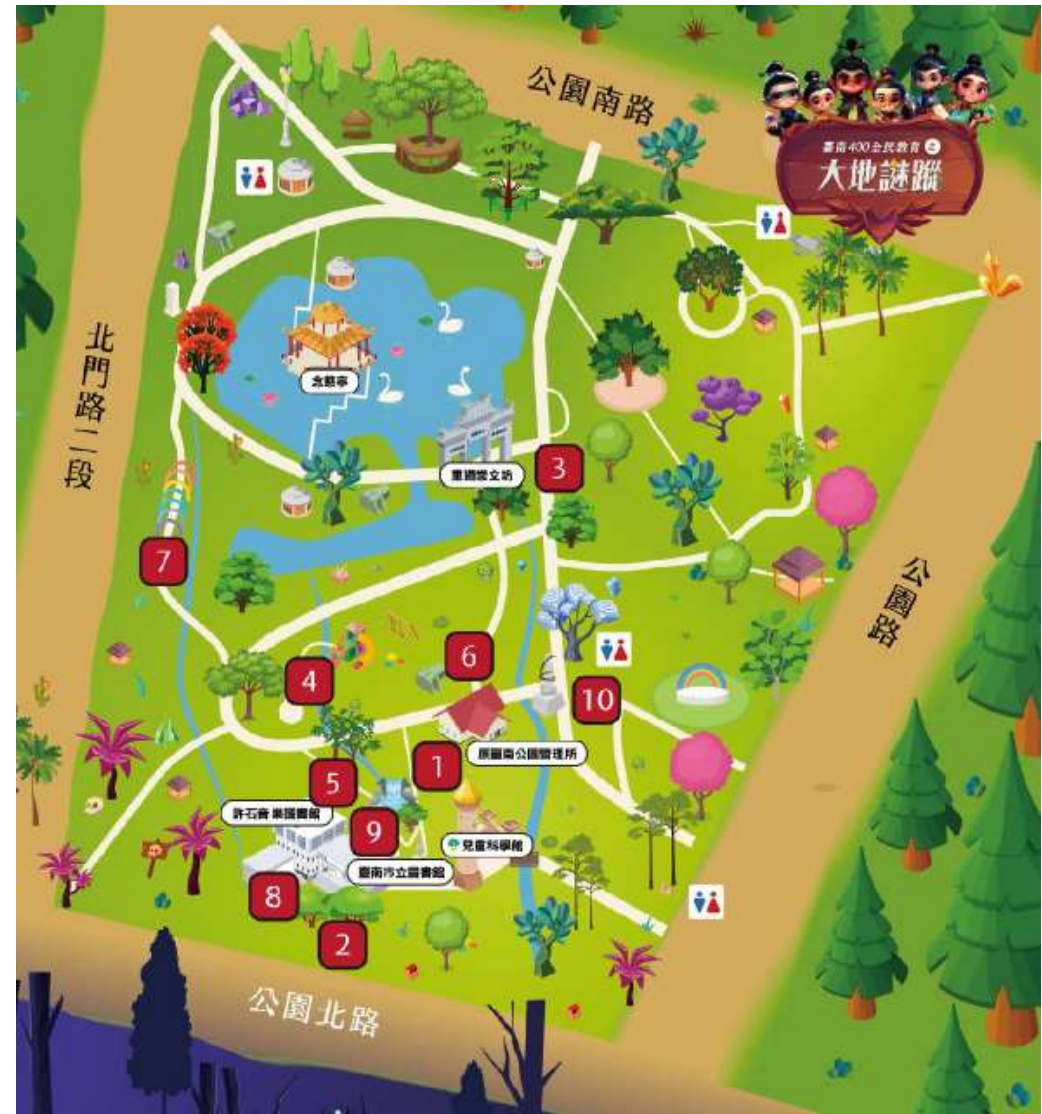 公園南路
臺南400全民教育之
大地謎蹤
北門路二段
念慈亭
重道崇文坊
3
7
公園路
6
4
10
原臺南公園管理所
1
5
許石音樂圖書館
9
兒童科學館
臺南市立圖書館
8
2
公園北路